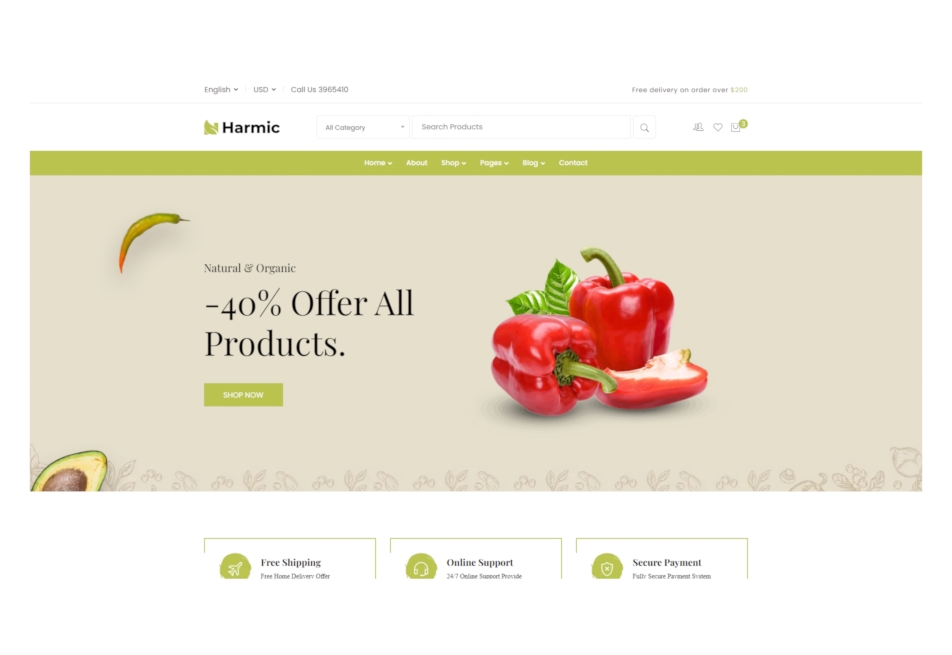 English
USD
Call Us 3965410
Free delivery on order over $200
Harmic
All Category
Search Products
3
Home
About
Shop
Pages
Blog
Contact
Natural & Organic
-40% Offer All
Products.
SHOP NOW
Free Shipping
Free Home Delivery Offer
Online Support
24/7 Online Support Provide
Secure Payment
Fully Secure Payment System